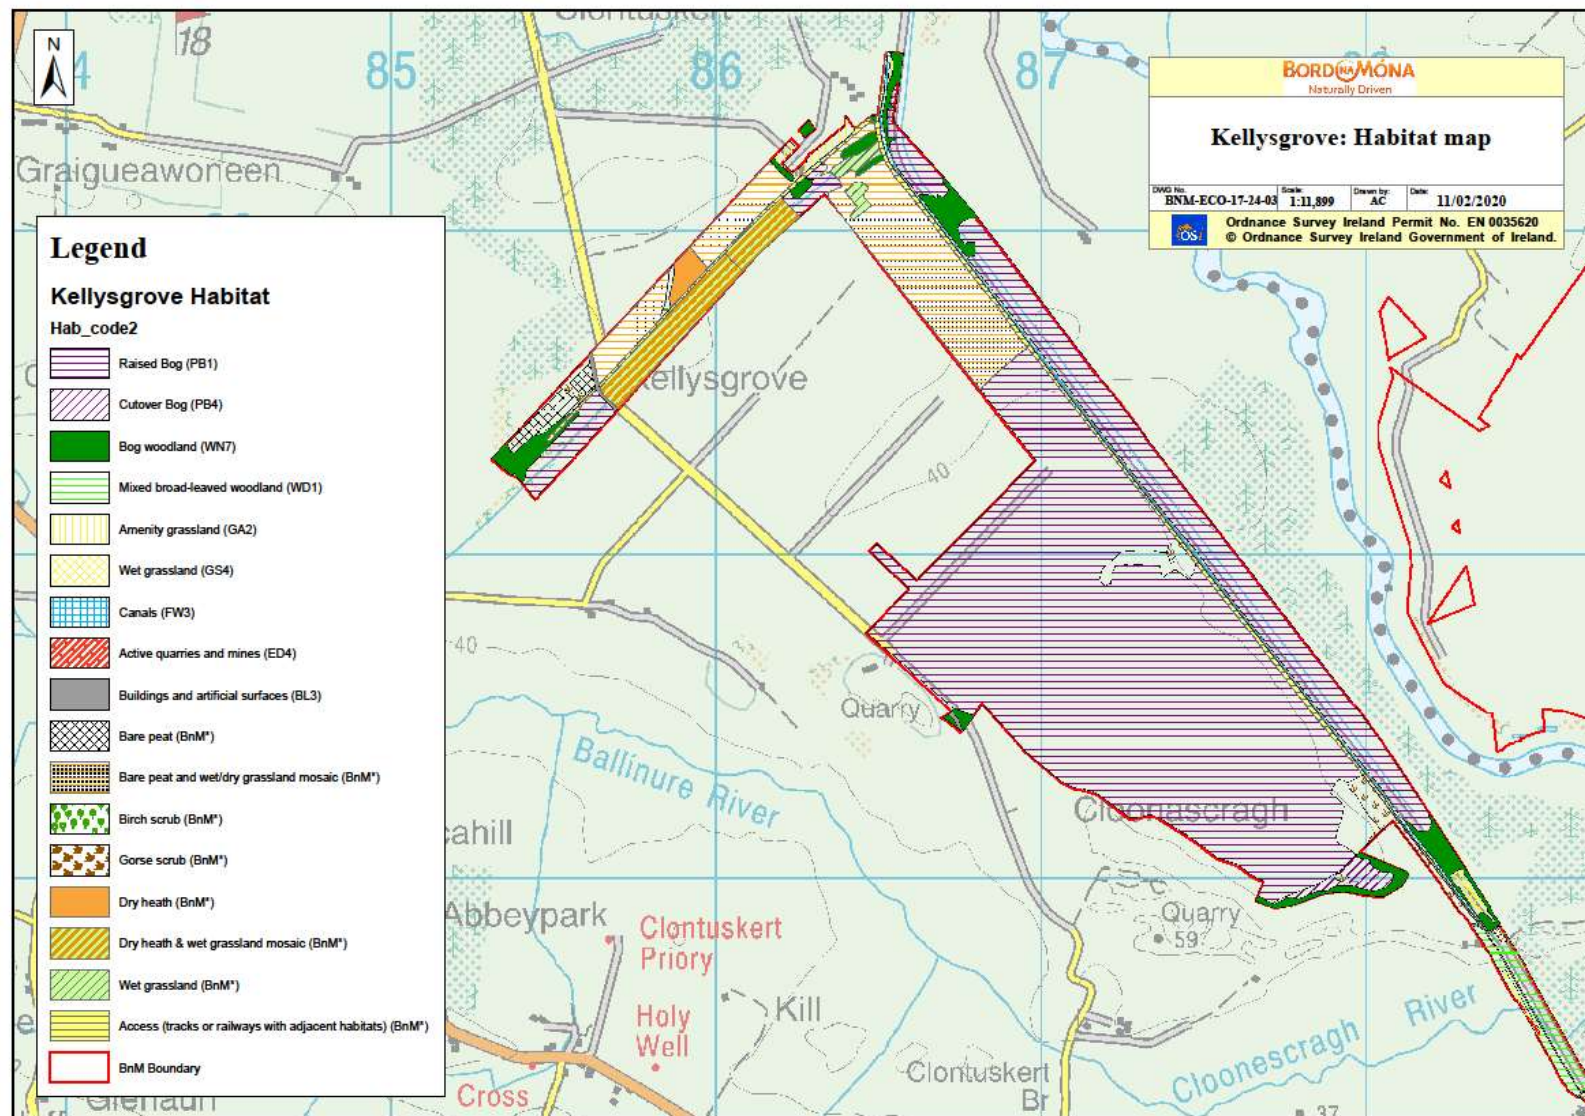 Clontuskert
18
N
85
86
87
BORD NA MÓNA
Naturally Driven
Kellysgrove: Habitat map
DWG No. BNM-ECO-17-24-03 Scale: 1:11,899 Drawn by: AC Date: 11/02/2020
OSi
Ordnance Survey Ireland Permit No. EN 0035620
© Ordnance Survey Ireland Government of Ireland.
Graigueawoneen
Legend
Kellysgrove Habitat
Hab_code2
Raised Bog (PB1)
Cutover Bog (PB4)
Bog woodland (WN7)
Mixed broad-leaved woodland (WD1)
Amenity grassland (GA2)
Wet grassland (GS4)
Canals (FW3)
Active quarries and mines (ED4)
Buildings and artificial surfaces (BL3)
Bare peat (BnM*)
Bare peat and wet/dry grassland mosaic (BnM*)
Birch scrub (BnM*)
Gorse scrub (BnM*)
Dry heath (BnM*)
Dry heath & wet grassland mosaic (BnM*)
Wet grassland (BnM*)
Access (tracks or railways with adjacent habitats) (BnM*)
BnM Boundary
ellysgrove
40
40
Quarry
Ballinure River
Cloonascragh
cahill
Abbeypark
Clontuskert
Priory
Quarry
59
Holy
Well
Kill
Cloonescragh River
Clontuskert
Br
Cross
37